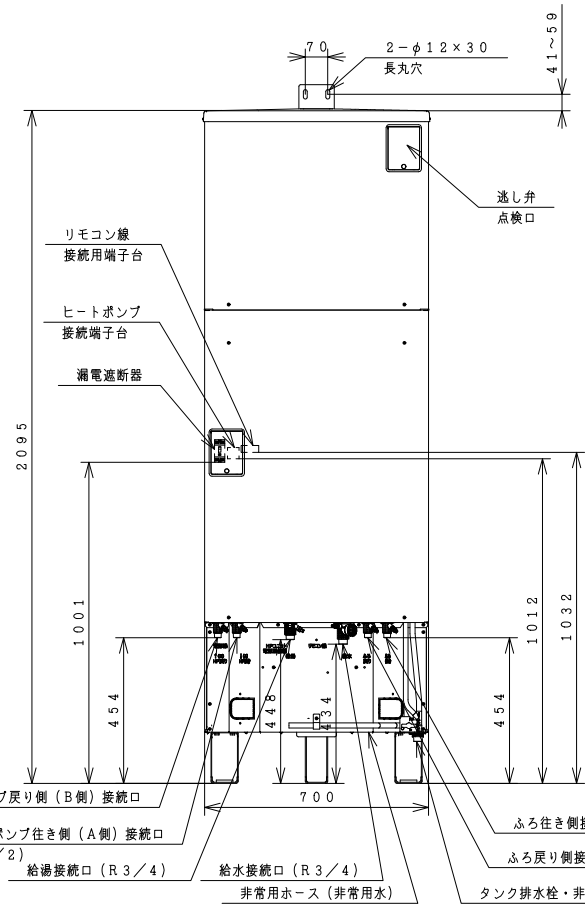 70
2-φ12×30
長丸穴
41~59
逃し弁
点検口
リモコン線
接続用端子台
ヒートポンプ
接続端子台
漏電遮断器
2095
1001
1012
1032
454
448
434
454
700
プ戻り側(B側)接続口
ポンプ往き側(A側)接続口
/2)
給湯接続口(R3/4)
給水接続口(R3/4)
非常用ホース(非常用水)
ふろ往き側接
ふろ戻り側接
タンク排水栓・非